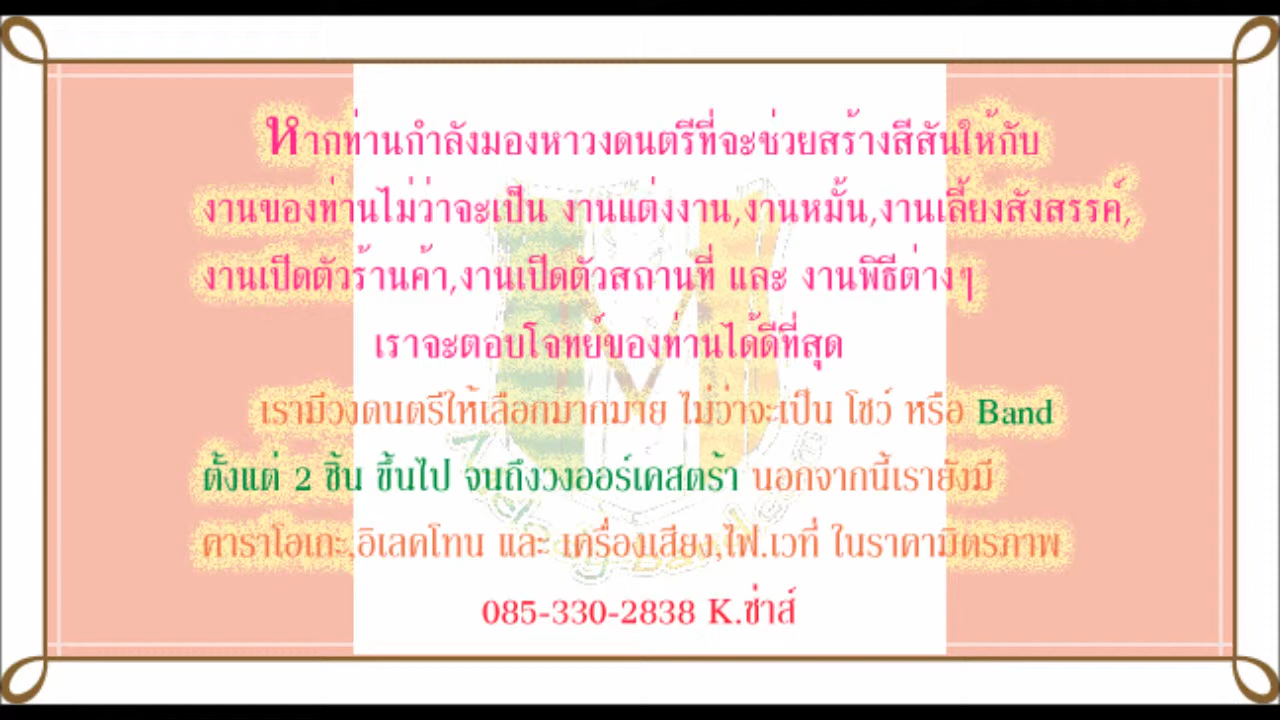 หากท่านกำลังมองหาวงดนตรีที่จะช่วยสร้างสีสันให้กับ
งานของท่านไม่ว่าจะเป็น งานแต่งงาน,งานหมั้น,งานเลี้ยงสังสรรค์,
งานเปิดตัวร้านค้า,งานเปิดตัวสถานที่ และ งานพิธีต่างๆ
เราจะตอบโจทย์ของท่านได้ดีที่สุด
เรามีวงดนตรีให้เลือกมากมาย ไม่ว่าจะเป็น โชว์ หรือ Band
ตั้งแต่ 2 ชิ้น ขึ้นไป จนถึงวงออร์เคสตร้า นอกจากนี้เรายังมี
คาราโอเกะ,อิเลคโทน และ เครื่องเสียง,ไฟ.เวที ในราคามิตรภาพ
085-330-2838 K.ช่าส์